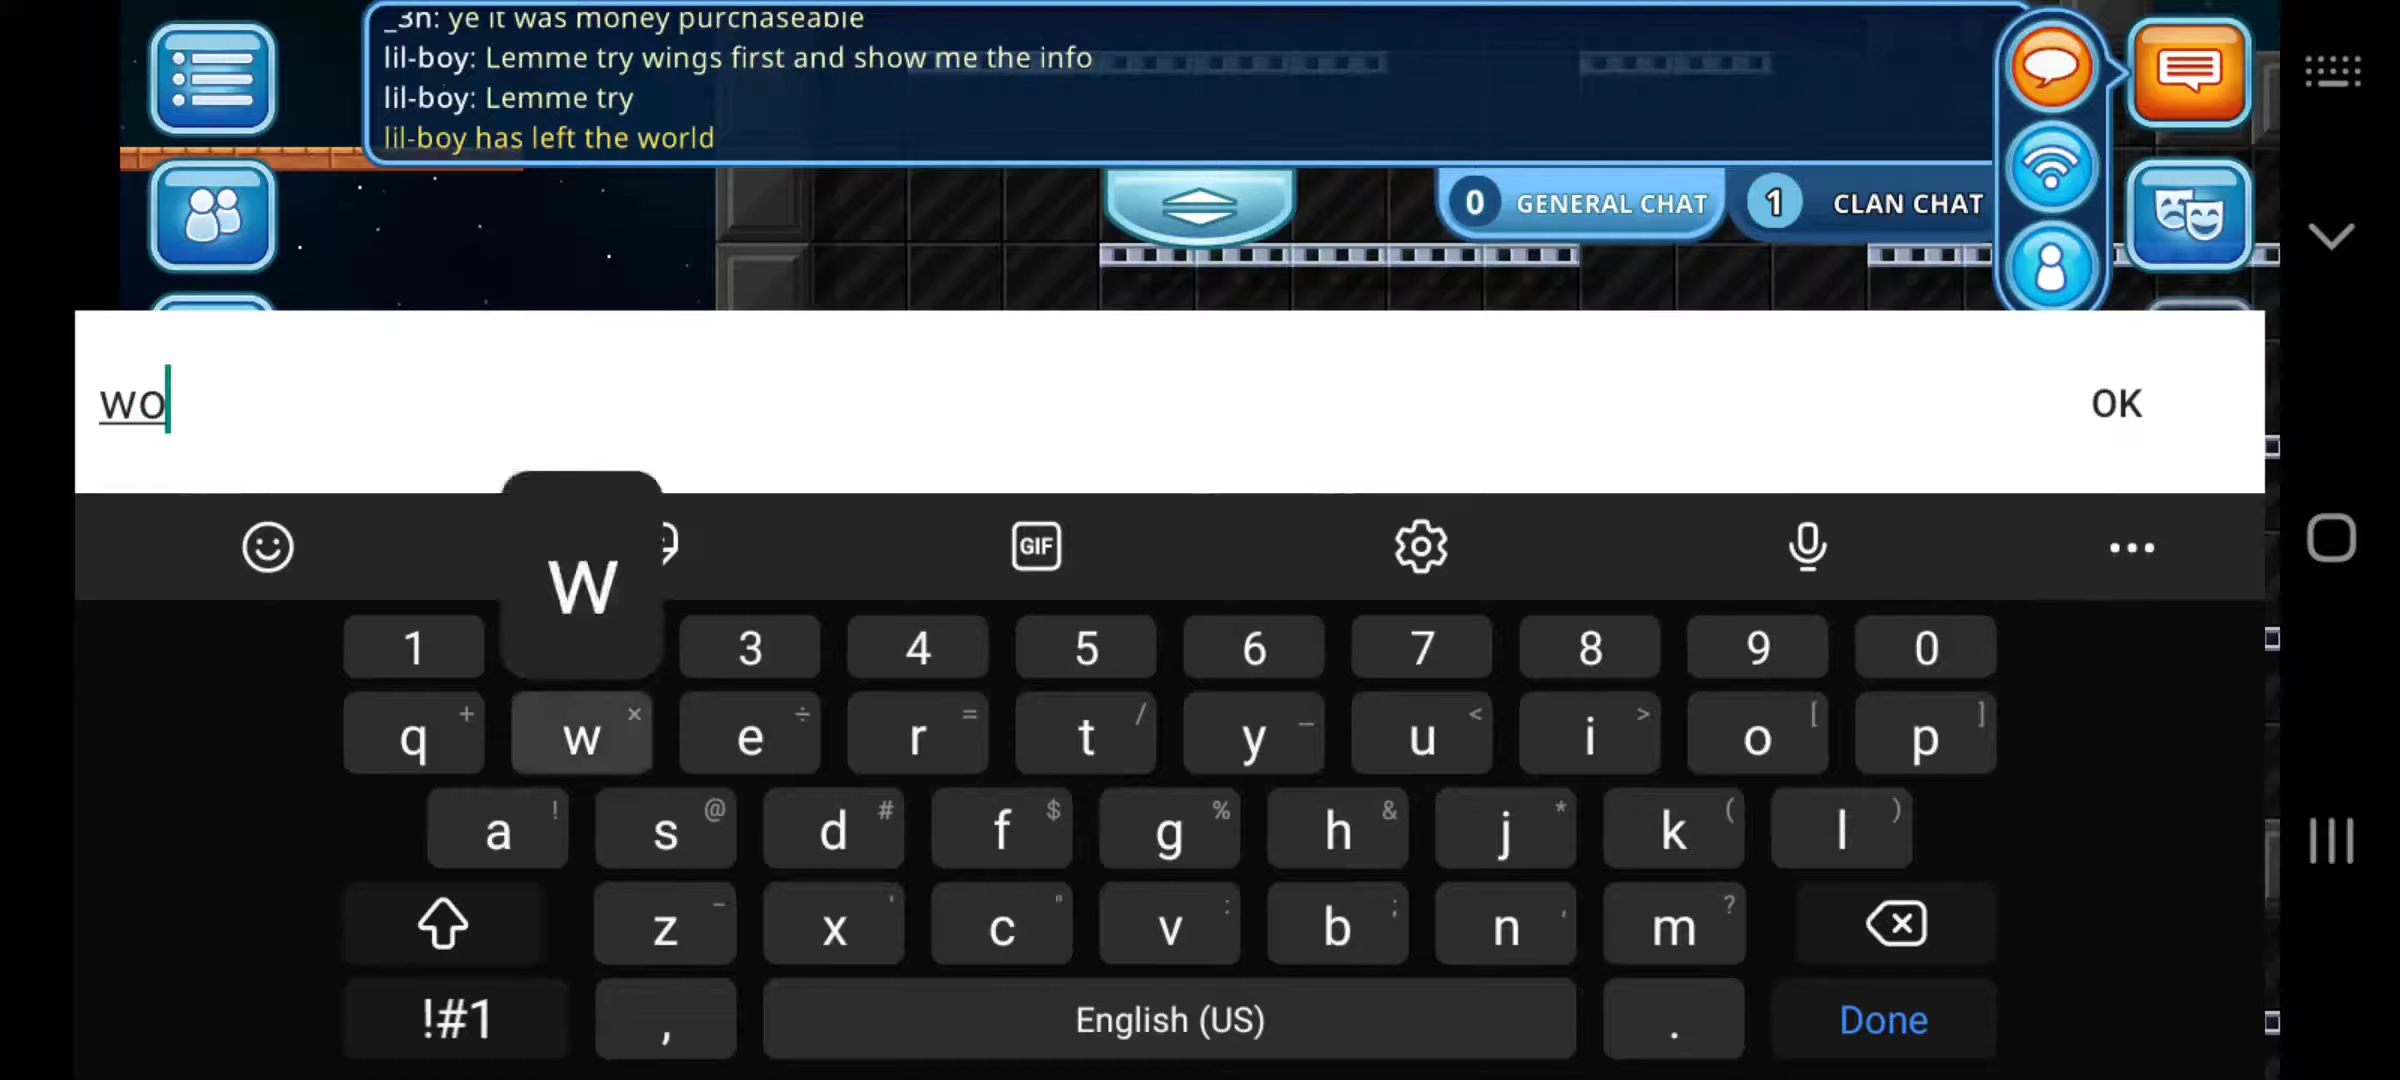 _3n: ye it was money purchaseable
lil-boy: Lemme try wings first and show me the info
lil-boy: Lemme try
lil-boy has left the world
0 GENERAL CHAT 1 CLAN CHAT
wo OK
W
GIF
1 3 4 5 6 7 8 9 0
q + w × e ÷ r = t / y _ u < i > o [ p ]
a ! s @ d # f $ g % h & j * k ( l )
z - x ' c " v : b ; n , m ?
!#1 , English (US) . Done